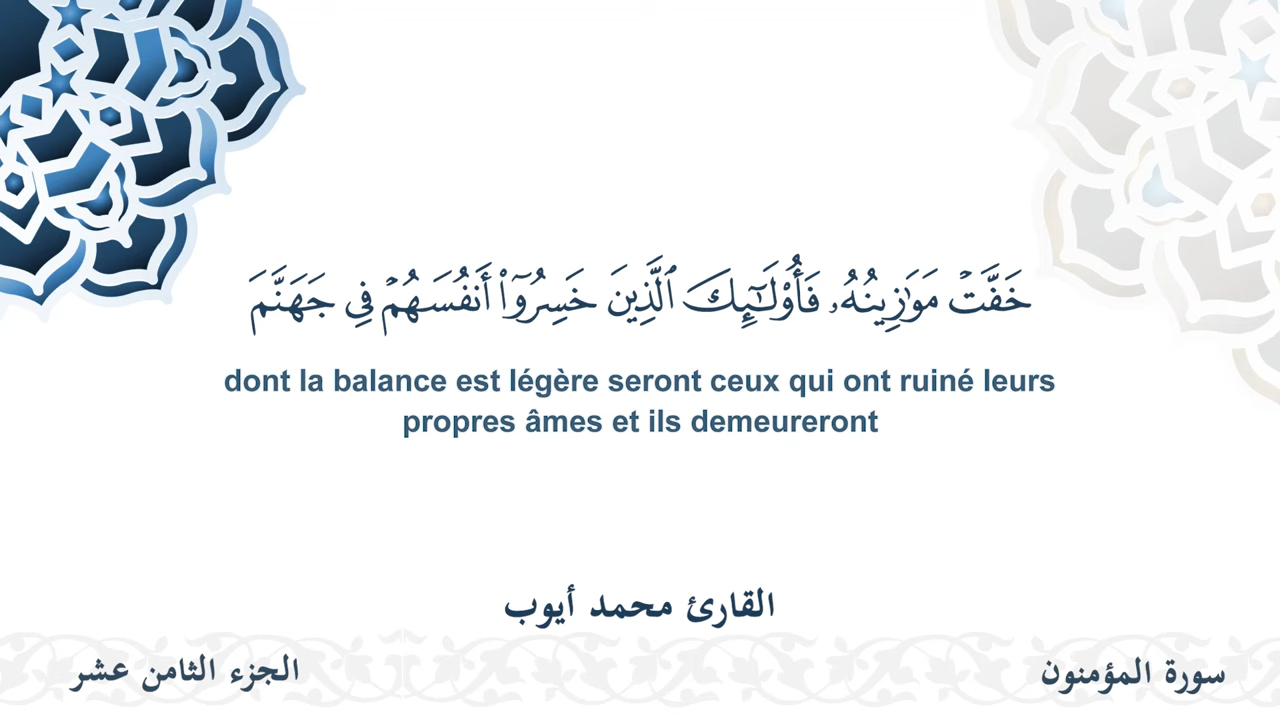 خَفَّتۡ مَوَٰزِينُهُۥ فَأُوْلَـٰٓئِكَ ٱلَّذِينَ خَسِرُوٓاْ أَنفُسَهُمۡ فِي جَهَنَّمَ
dont la balance est légère seront ceux qui ont ruiné leurs
propres âmes et ils demeureront
القارئ محمد أيوب
سورة المؤمنون
الجزء الثامن عشر